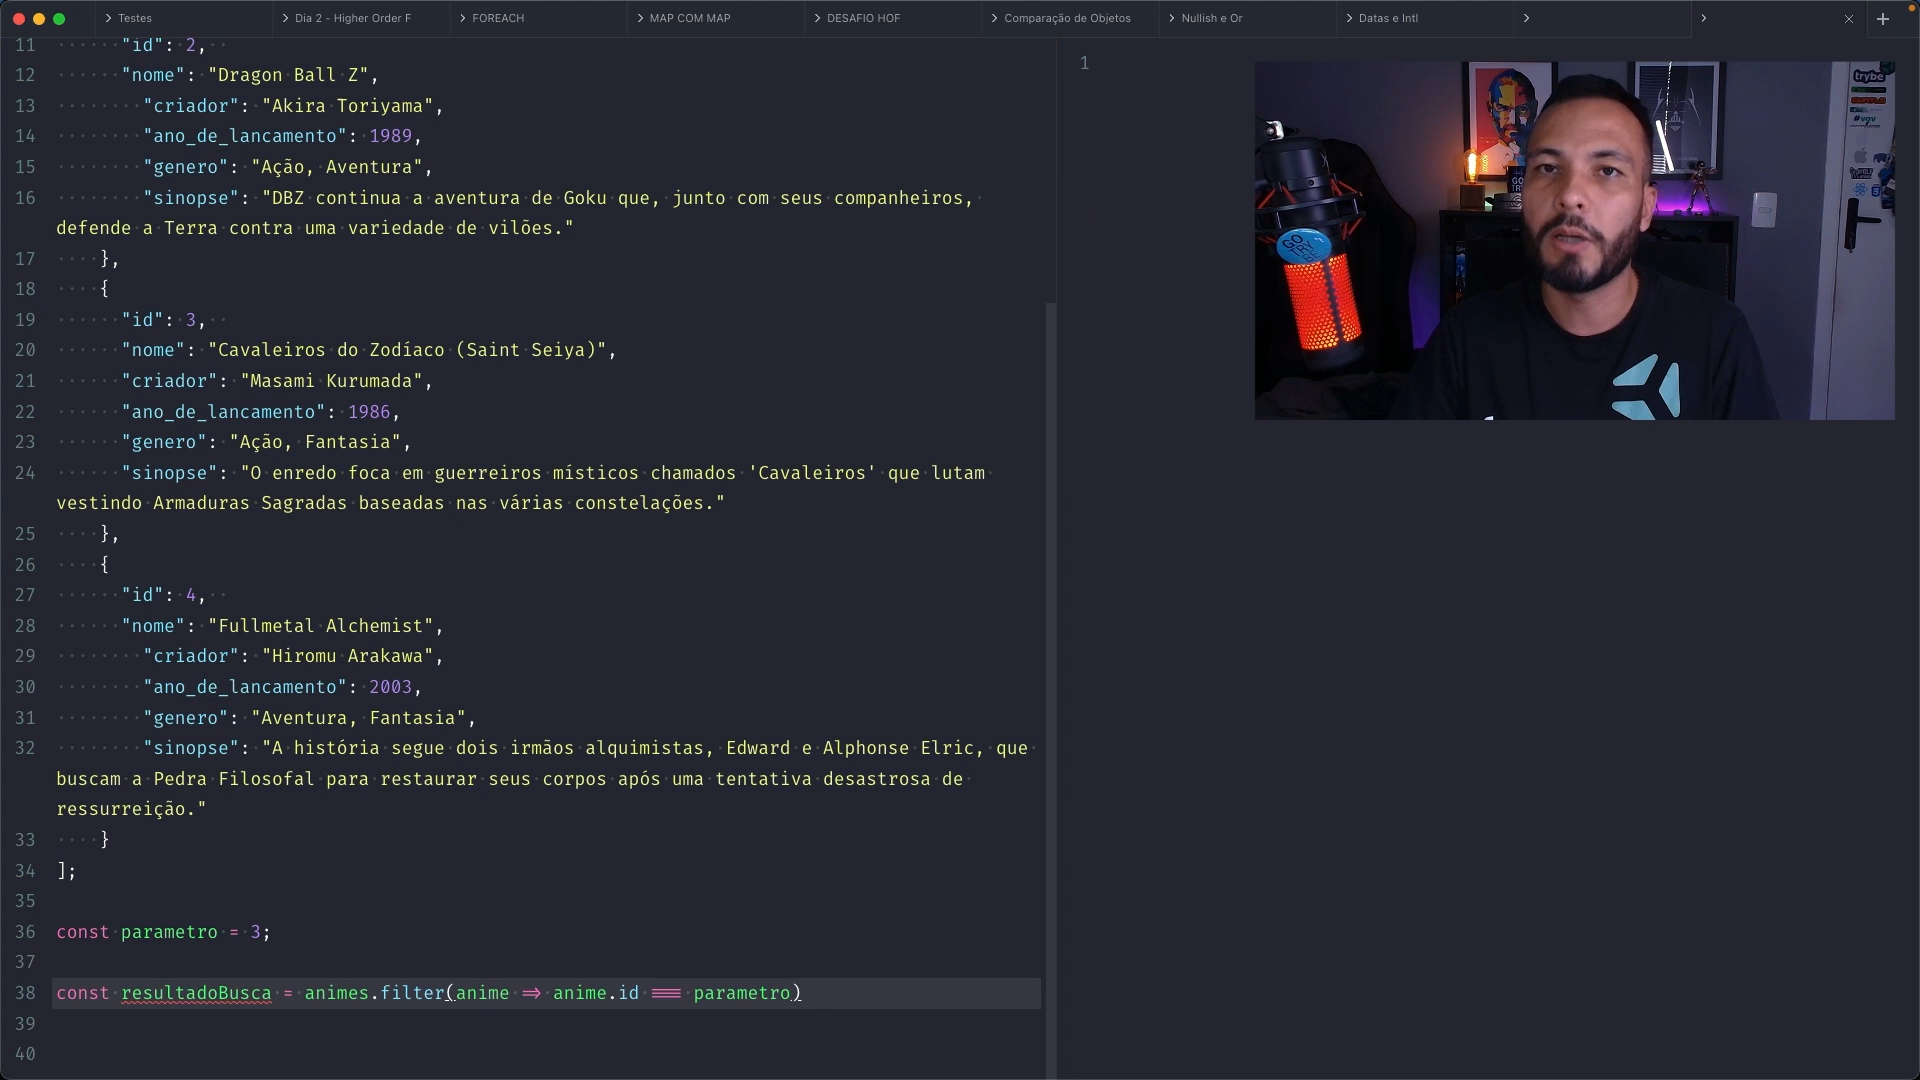 Testes
Dia 2 - Higher Order F
FOREACH
MAP COM MAP
DESAFIO HOF
Comparação de Objetos
Nullish e Or
Datas e Intl
11 "id": 2,
12 "nome": "Dragon Ball Z",
13 "criador": "Akira Toriyama",
14 "ano_de_lancamento": 1989,
15 "genero": "Ação, Aventura",
16 "sinopse": "DBZ continua a aventura de Goku que, junto com seus companheiros,
defende a Terra contra uma variedade de vilões."
17 },
18 {
19 "id": 3,
20 "nome": "Cavaleiros do Zodíaco (Saint Seiya)",
21 "criador": "Masami Kurumada",
22 "ano_de_lancamento": 1986,
23 "genero": "Ação, Fantasia",
24 "sinopse": "O enredo foca em guerreiros místicos chamados 'Cavaleiros' que lutam
vestindo Armaduras Sagradas baseadas nas várias constelações."
25 },
26 {
27 "id": 4,
28 "nome": "Fullmetal Alchemist",
29 "criador": "Hiromu Arakawa",
30 "ano_de_lancamento": 2003,
31 "genero": "Aventura, Fantasia",
32 "sinopse": "A história segue dois irmãos alquimistas, Edward e Alphonse Elric, que
buscam a Pedra Filosofal para restaurar seus corpos após uma tentativa desastrosa de
ressurreição."
33 }
34 ];
35
36 const parametro = 3;
37
38 const resultadoBusca = animes.filter(anime => anime.id === parametro)
39
40
1
trybe
#vqv
GO
TRY